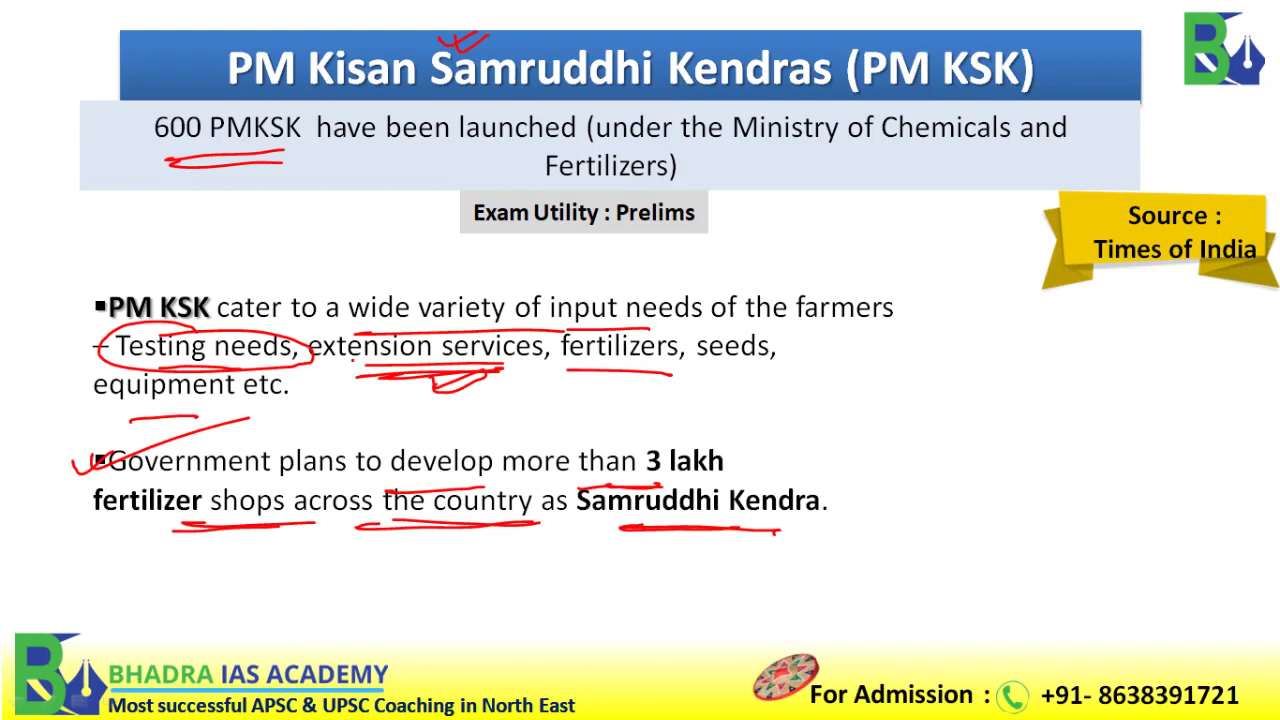 PM Kisan Samruddhi Kendras (PM KSK)
600 PMKSK have been launched (under the Ministry of Chemicals and
Fertilizers)
Exam Utility : Prelims
Source :
Times of India
▪PM KSK cater to a wide variety of input needs of the farmers
– Testing needs, extension services, fertilizers, seeds,
equipment etc.
▪Government plans to develop more than 3 lakh
fertilizer shops across the country as Samruddhi Kendra.
BHADRA IAS ACADEMY
Most successful APSC & UPSC Coaching in North East
For Admission : +91- 8638391721